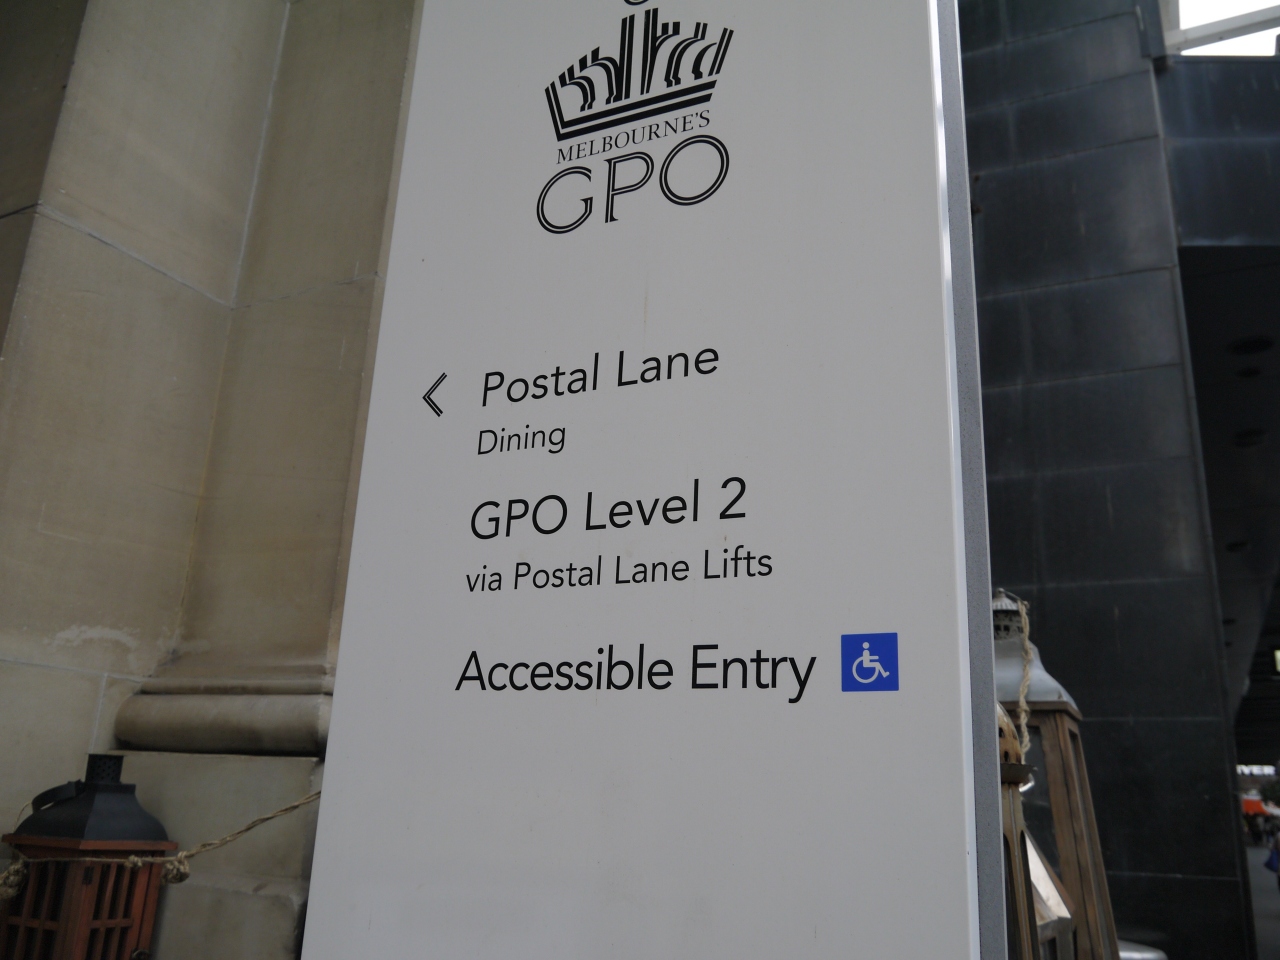 MELBOURNE'S
GPO
Postal Lane
Dining
GPO Level 2
via Postal Lane Lifts
Accessible Entry